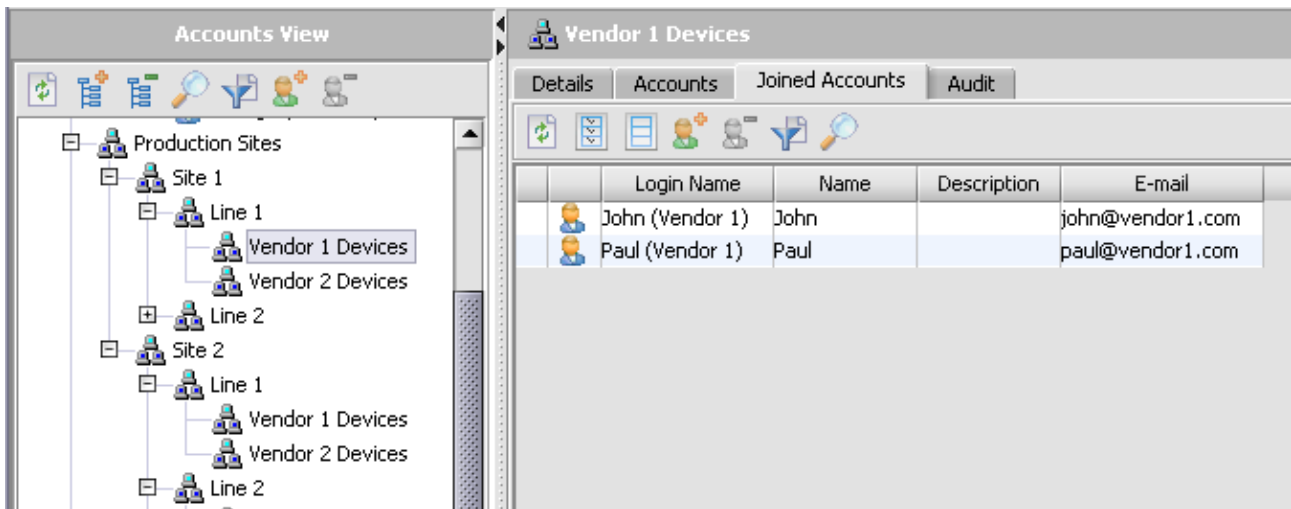 Accounts View
Production Sites
Site 1
Line 1
Vendor 1 Devices
Vendor 2 Devices
Line 2
Site 2
Line 1
Vendor 1 Devices
Vendor 2 Devices
Line 2
Vendor 1 Devices
Details Accounts Joined Accounts Audit
Login Name Name Description E-mail
John (Vendor 1) John john@vendor1.com
Paul (Vendor 1) Paul paul@vendor1.com